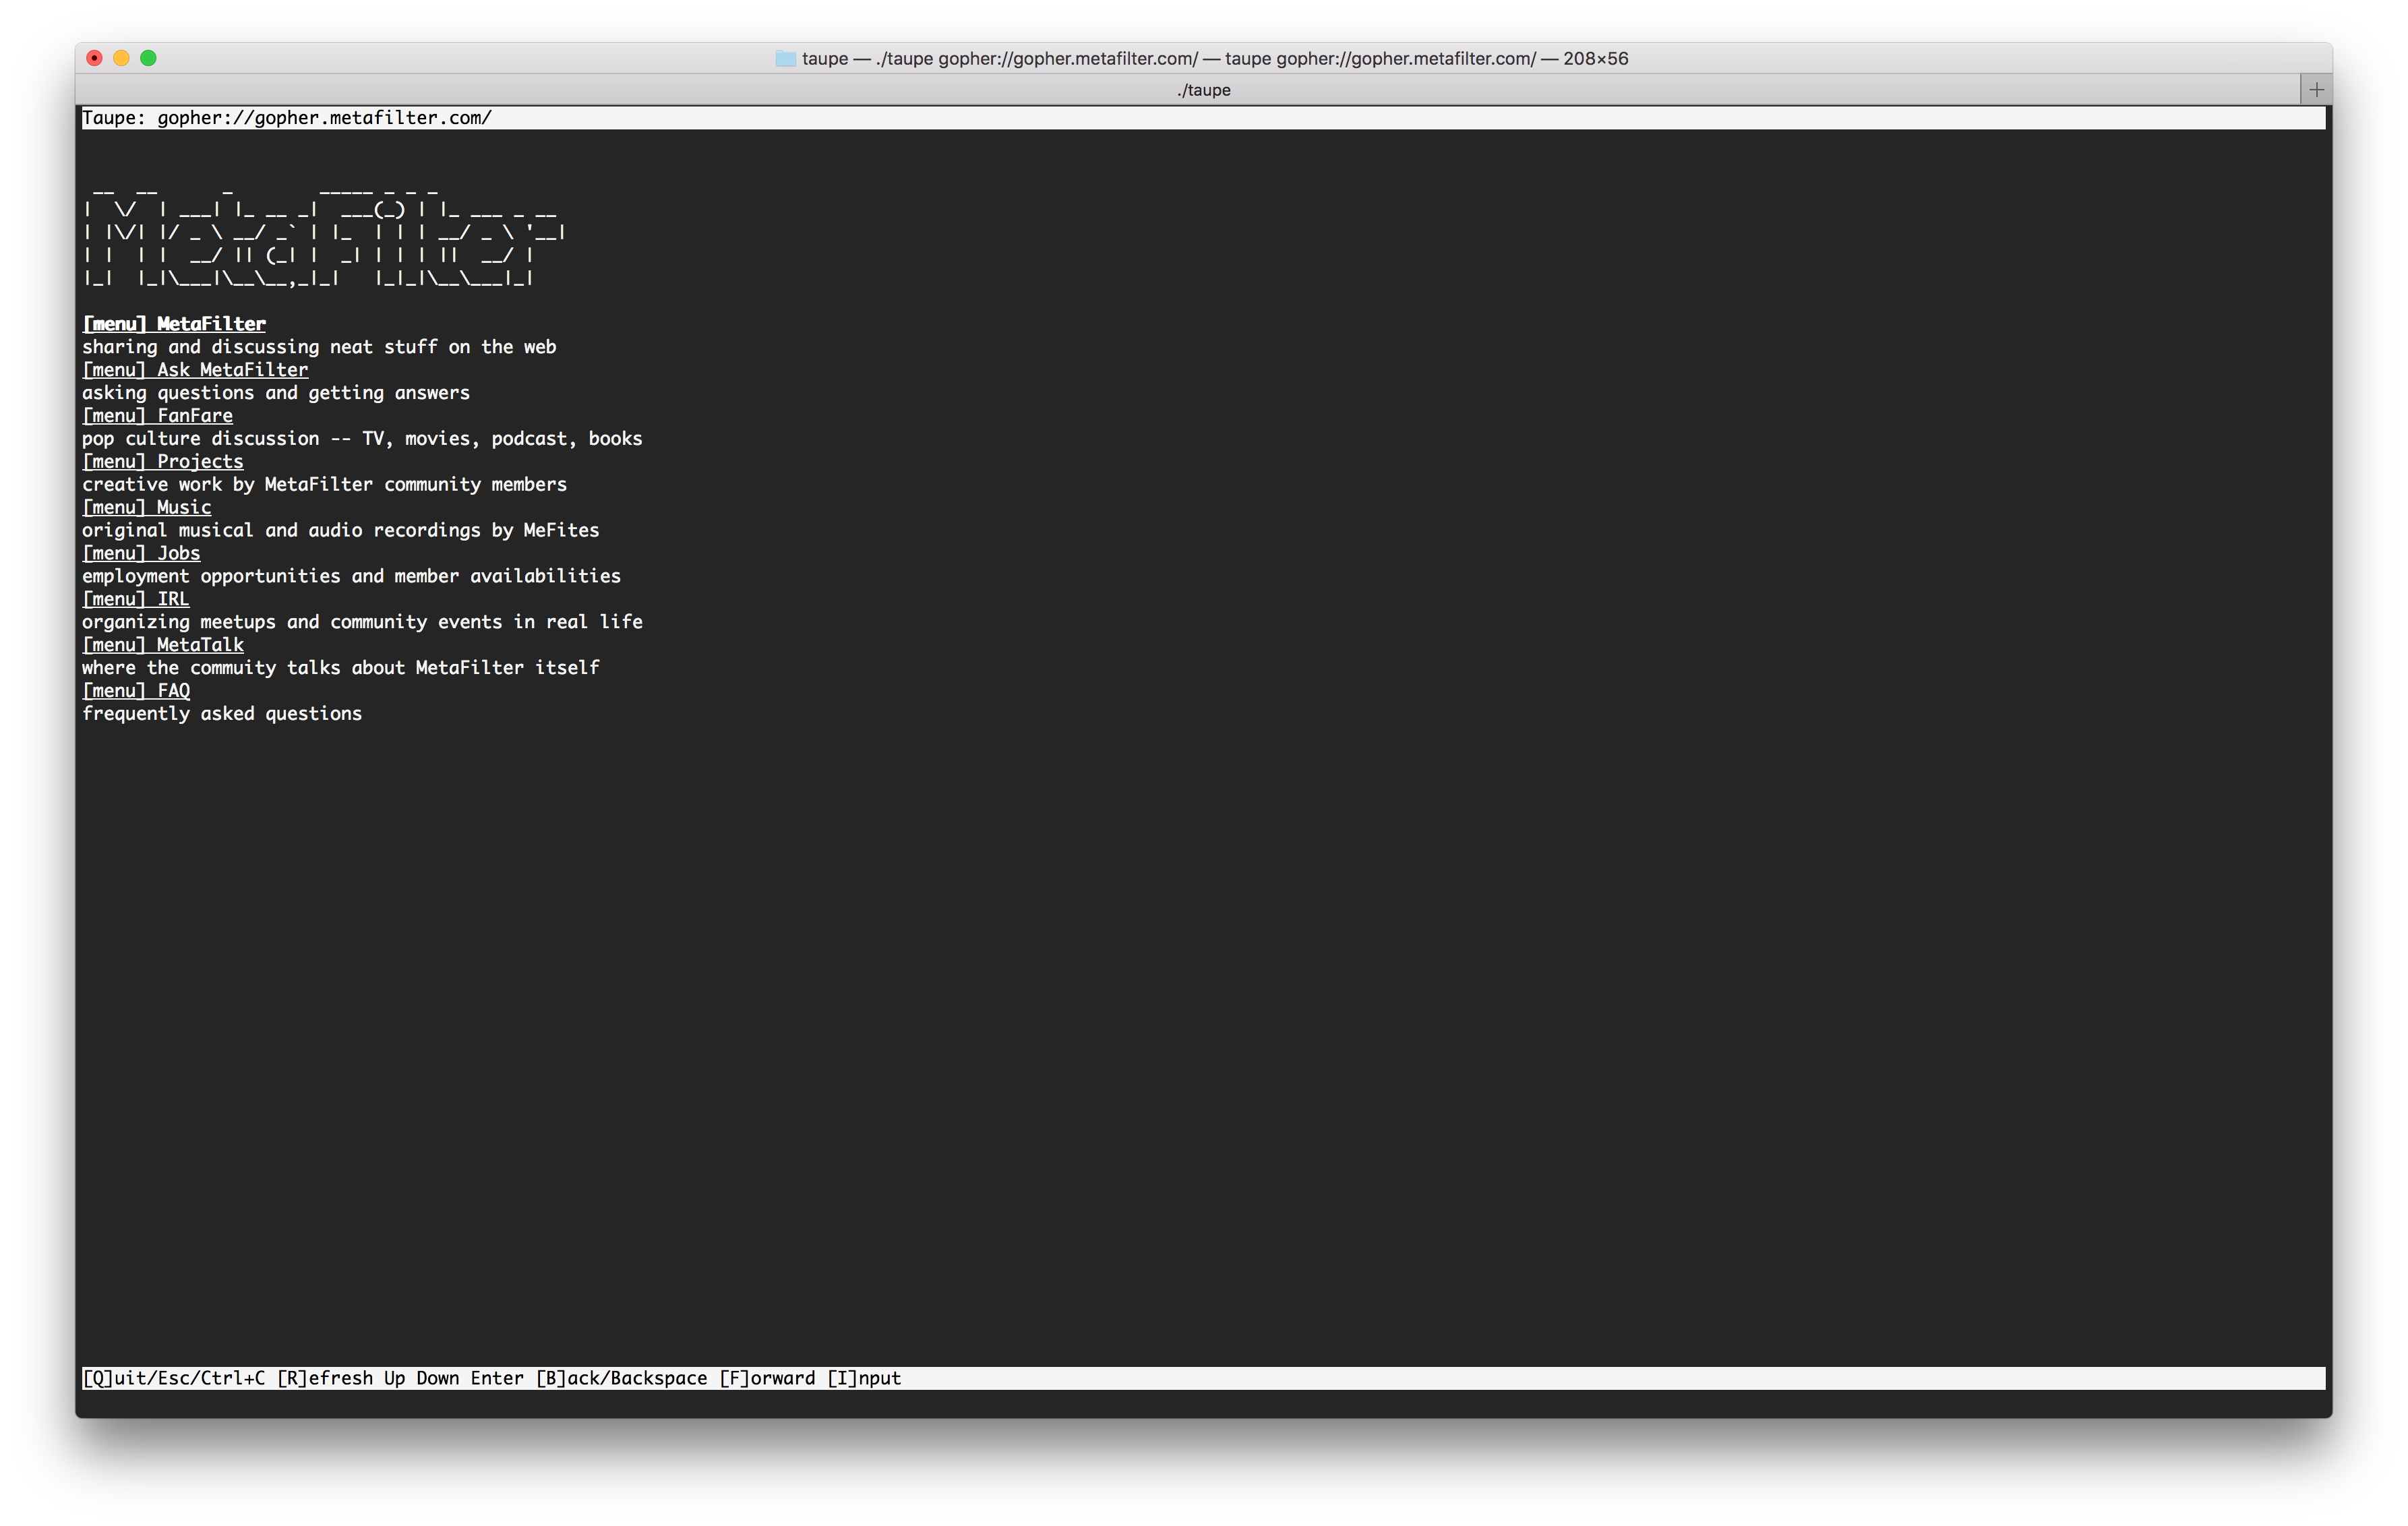 taupe — ./taupe gopher://gopher.metafilter.com/ — taupe gopher://gopher.metafilter.com/ — 208×56
./taupe
Taupe: gopher://gopher.metafilter.com/
MetaFilter
[menu] MetaFilter
sharing and discussing neat stuff on the web
[menu] Ask MetaFilter
asking questions and getting answers
[menu] FanFare
pop culture discussion -- TV, movies, podcast, books
[menu] Projects
creative work by MetaFilter community members
[menu] Music
original musical and audio recordings by MeFites
[menu] Jobs
employment opportunities and member availabilities
[menu] IRL
organizing meetups and community events in real life
[menu] MetaTalk
where the commuity talks about MetaFilter itself
[menu] FAQ
frequently asked questions
[Q]uit/Esc/Ctrl+C [R]efresh Up Down Enter [B]ack/Backspace [F]orward [I]nput